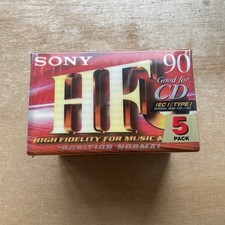 SONY
90
Good for
CD
HF
IEC I / TYPE I
HIGH FIDELITY FOR MUSIC &
5
PACK
POSITION NORMAL